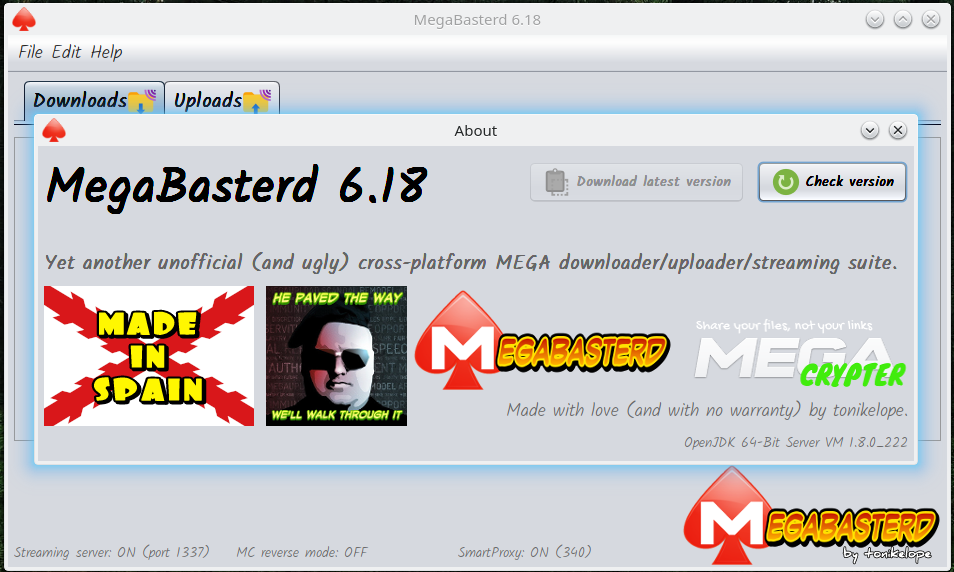 MegaBasterd 6.18
File Edit Help
Downloads Uploads
About
MegaBasterd 6.18
Download latest version
Check version
Yet another unofficial (and ugly) cross-platform MEGA downloader/uploader/streaming suite.
MADE
IN
SPAIN
HE PAVED THE WAY
WE'LL WALK THROUGH IT
MEGABASTERD
Share your files, not your links
MEGA
CRYPTER
Made with love (and with no warranty) by tonikelope.
OpenJDK 64-Bit Server VM 1.8.0_222
MEGABASTERD
by tonikelope
Streaming server: ON (port 1337) MC reverse mode: OFF SmartProxy: ON (340)